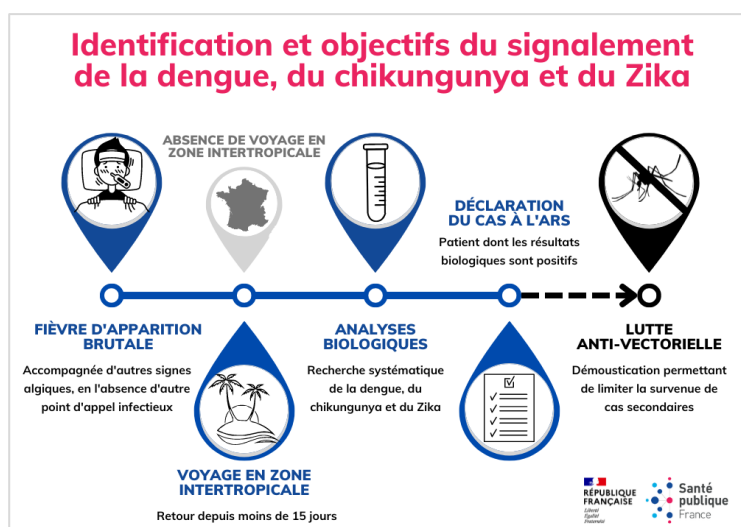 Identification et objectifs du signalement
de la dengue, du chikungunya et du Zika
ABSENCE DE VOYAGE EN
ZONE INTERTROPICALE
DÉCLARATION
DU CAS À L'ARS
Patient dont les résultats
biologiques sont positifs
FIÈVRE D'APPARITION
BRUTALE
Accompagnée d'autres signes
algiques, en l'absence d'autre
point d'appel infectieux
ANALYSES
BIOLOGIQUES
Recherche systématique
de la dengue, du
chikungunya et du Zika
LUTTE
ANTI-VECTORIELLE
Démoustication permettant
de limiter la survenue de
cas secondaires
VOYAGE EN ZONE
INTERTROPICALE
Retour depuis moins de 15 jours
RÉPUBLIQUE
FRANÇAISE
Liberté
Égalité
Fraternité
Santé
publique
France